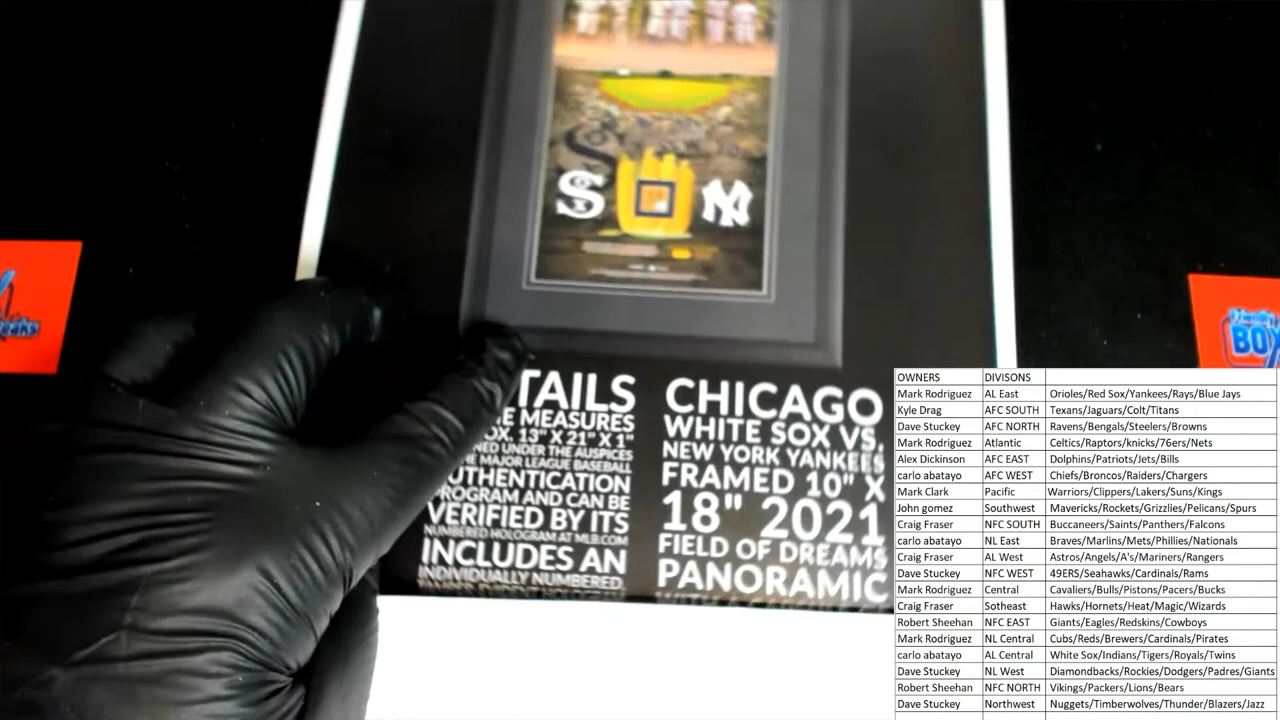 S
NY
eaks
BOX
TAILS
E MEASURES
OX. 13" X 21" X 1"
NED UNDER THE AUSPICES
THE MAJOR LEAGUE BASEBALL
UTHENTICATION
PROGRAM AND CAN BE
VERIFIED BY ITS
NUMBERED HOLOGRAM AT MLB.COM
INCLUDES AN
INDIVIDUALLY NUMBERED,
CHICAGO
WHITE SOX VS.
NEW YORK YANKEES
FRAMED 10" X
18" 2021
FIELD OF DREAMS
PANORAMIC
OWNERS DIVISONS
Mark Rodriguez AL East Orioles/Red Sox/Yankees/Rays/Blue Jays
Kyle Drag AFC SOUTH Texans/Jaguars/Colt/Titans
Dave Stuckey AFC NORTH Ravens/Bengals/Steelers/Browns
Mark Rodriguez Atlantic Celtics/Raptors/knicks/76ers/Nets
Alex Dickinson AFC EAST Dolphins/Patriots/Jets/Bills
carlo abatayo AFC WEST Chiefs/Broncos/Raiders/Chargers
Mark Clark Pacific Warriors/Clippers/Lakers/Suns/Kings
John gomez Southwest Mavericks/Rockets/Grizzlies/Pelicans/Spurs
Craig Fraser NFC SOUTH Buccaneers/Saints/Panthers/Falcons
carlo abatayo NL East Braves/Marlins/Mets/Phillies/Nationals
Craig Fraser AL West Astros/Angels/A's/Mariners/Rangers
Dave Stuckey NFC WEST 49ERS/Seahawks/Cardinals/Rams
Mark Rodriguez Central Cavaliers/Bulls/Pistons/Pacers/Bucks
Craig Fraser Sotheast Hawks/Hornets/Heat/Magic/Wizards
Robert Sheehan NFC EAST Giants/Eagles/Redskins/Cowboys
Mark Rodriguez NL Central Cubs/Reds/Brewers/Cardinals/Pirates
carlo abatayo AL Central White Sox/Indians/Tigers/Royals/Twins
Dave Stuckey NL West Diamondbacks/Rockies/Dodgers/Padres/Giants
Robert Sheehan NFC NORTH Vikings/Packers/Lions/Bears
Dave Stuckey Northwest Nuggets/Timberwolves/Thunder/Blazers/Jazz